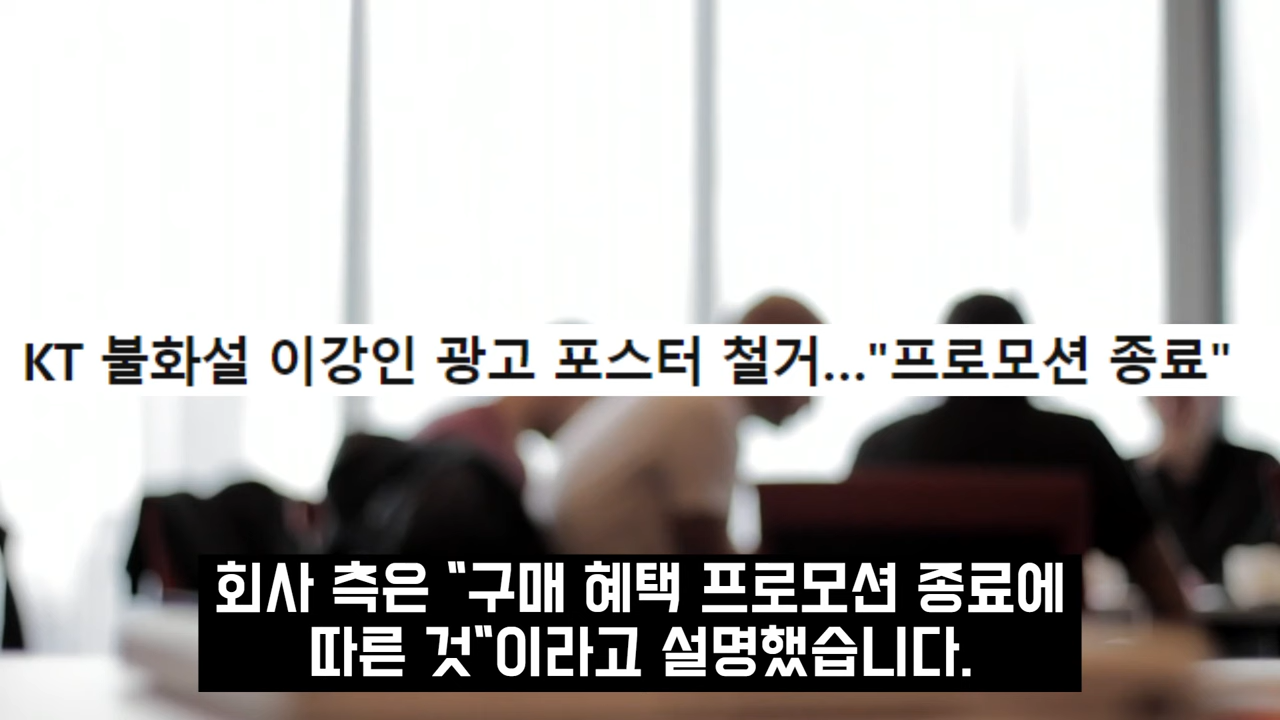 KT 불화설 이강인 광고 포스터 철거..."프로모션 종료"
회사 측은 "구매 혜택 프로모션 종료에
따른 것"이라고 설명했습니다.